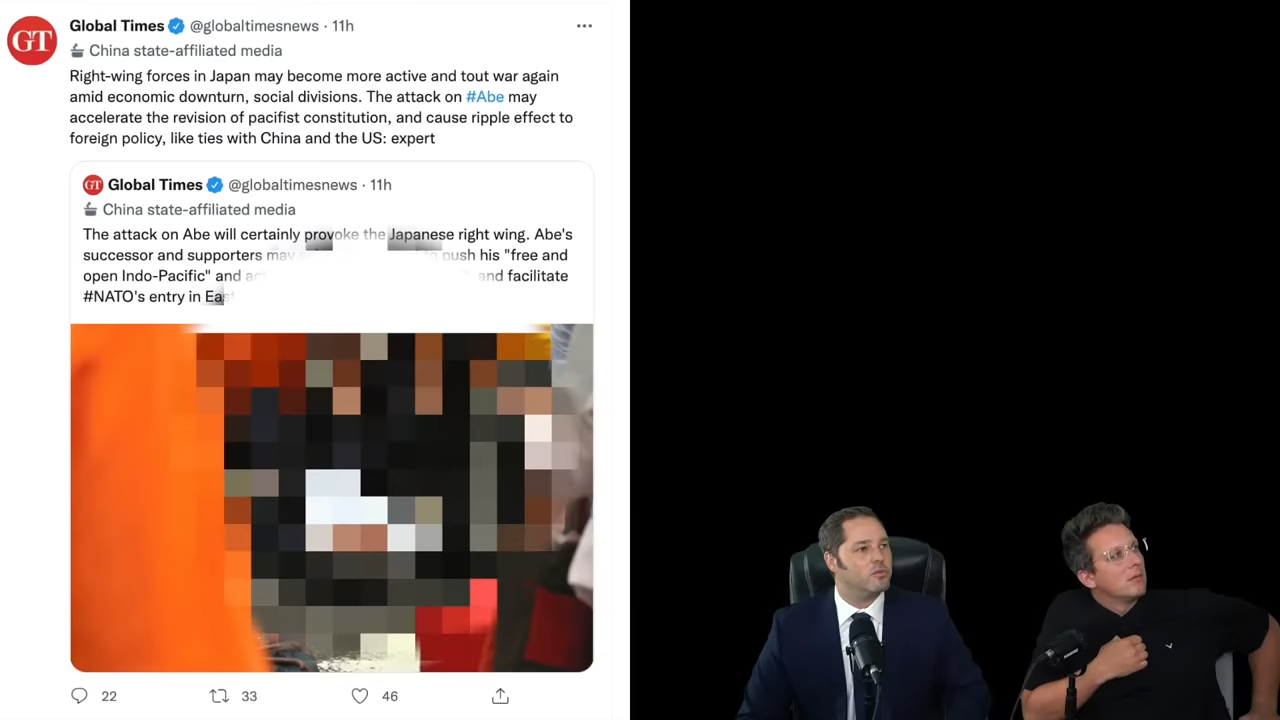 GT
Global Times @globaltimesnews · 11h
China state-affiliated media
Right-wing forces in Japan may become more active and tout war again
amid economic downturn, social divisions. The attack on #Abe may
accelerate the revision of pacifist constitution, and cause ripple effect to
foreign policy, like ties with China and the US: expert
GT Global Times @globaltimesnews · 11h
China state-affiliated media
The attack on Abe will certainly provoke the Japanese right wing. Abe's
successor and supporters may push his "free and
open Indo-Pacific" and and facilitate
#NATO's entry in
22 33 46